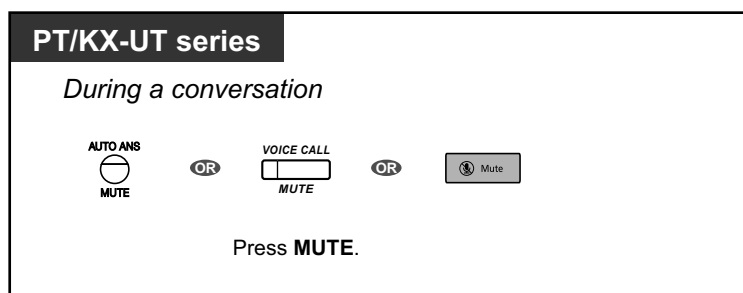 PT/KX-UT series
During a conversation
AUTO ANS
MUTE
OR
VOICE CALL
MUTE
OR
Mute
Press MUTE.